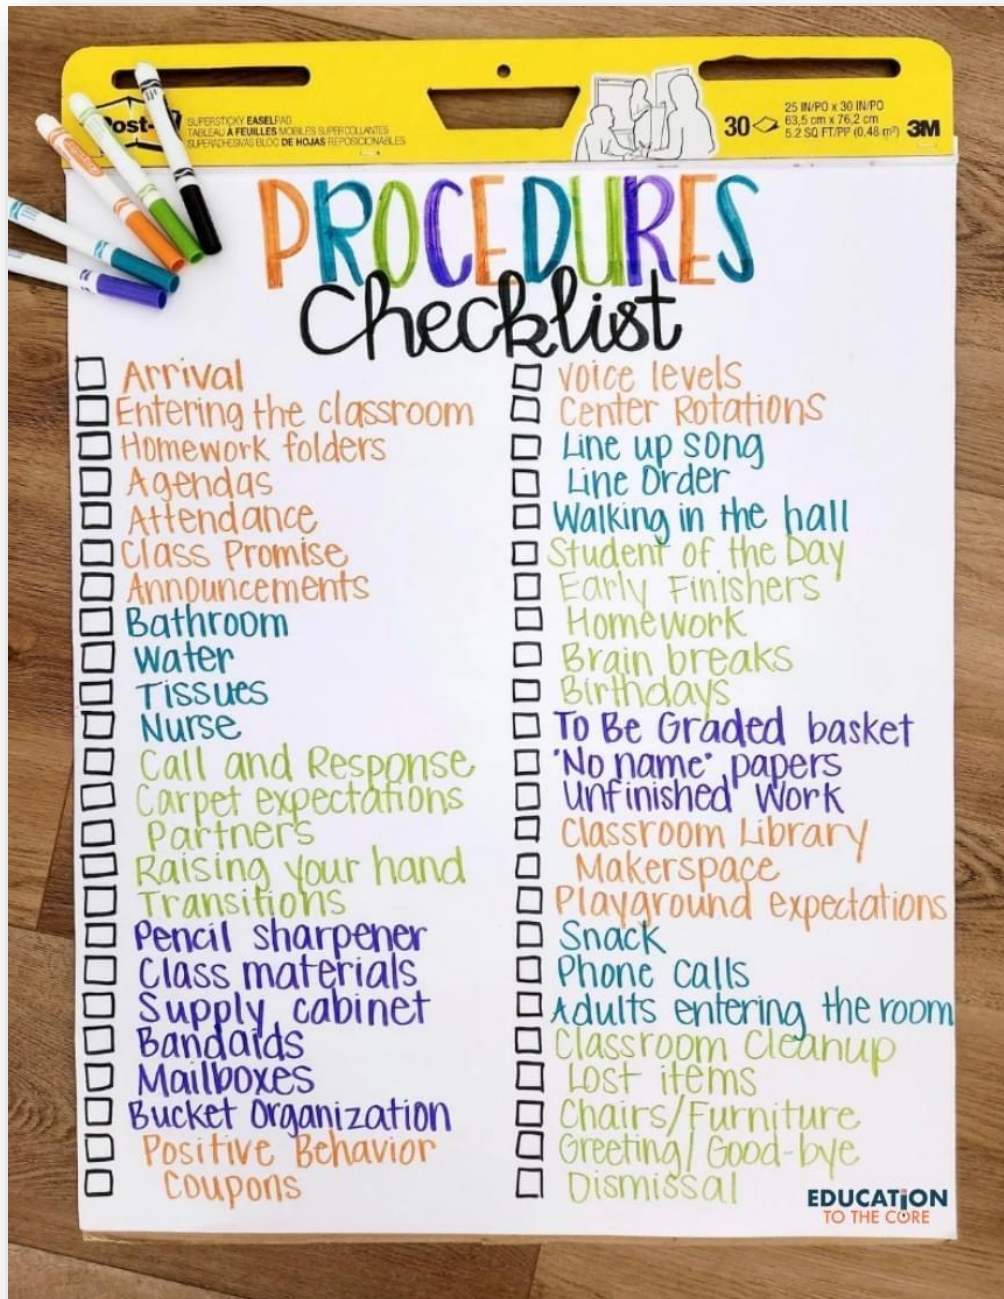 Post-
SUPERSTICKY EASELPAD
TABLEAU À FEUILLES MOBILES SUPER COLLANTES
SUPERADHESIVAS BLOC DE HOJAS REPOSICIONABLES
30
25 IN/PO x 30 IN/PO
63,5 cm x 76,2 cm
5.2 SQ FT/PI² (0,48 m²)
3M
PROCEDURES
Checklist
Arrival
Entering the classroom
Homework folders
Agendas
Attendance
Class Promise
Announcements
Bathroom
Water
Tissues
Nurse
Call and Response
Carpet expectations
Partners
Raising your hand
Transitions
Pencil sharpener
Class materials
Supply cabinet
Bandaids
Mailboxes
Bucket Organization
Positive Behavior
Coupons
Voice levels
Center Rotations
Line up song
Line Order
Walking in the hall
Student of the Day
Early Finishers
Homework
Brain breaks
Birthdays
To Be Graded basket
"No name" papers
Unfinished Work
Classroom Library
Makerspace
Playground expectations
Snack
Phone Calls
Adults entering the room
Classroom Cleanup
Lost items
Chairs/Furniture
Greeting/Good-bye
Dismissal
EDUCATION
TO THE CORE